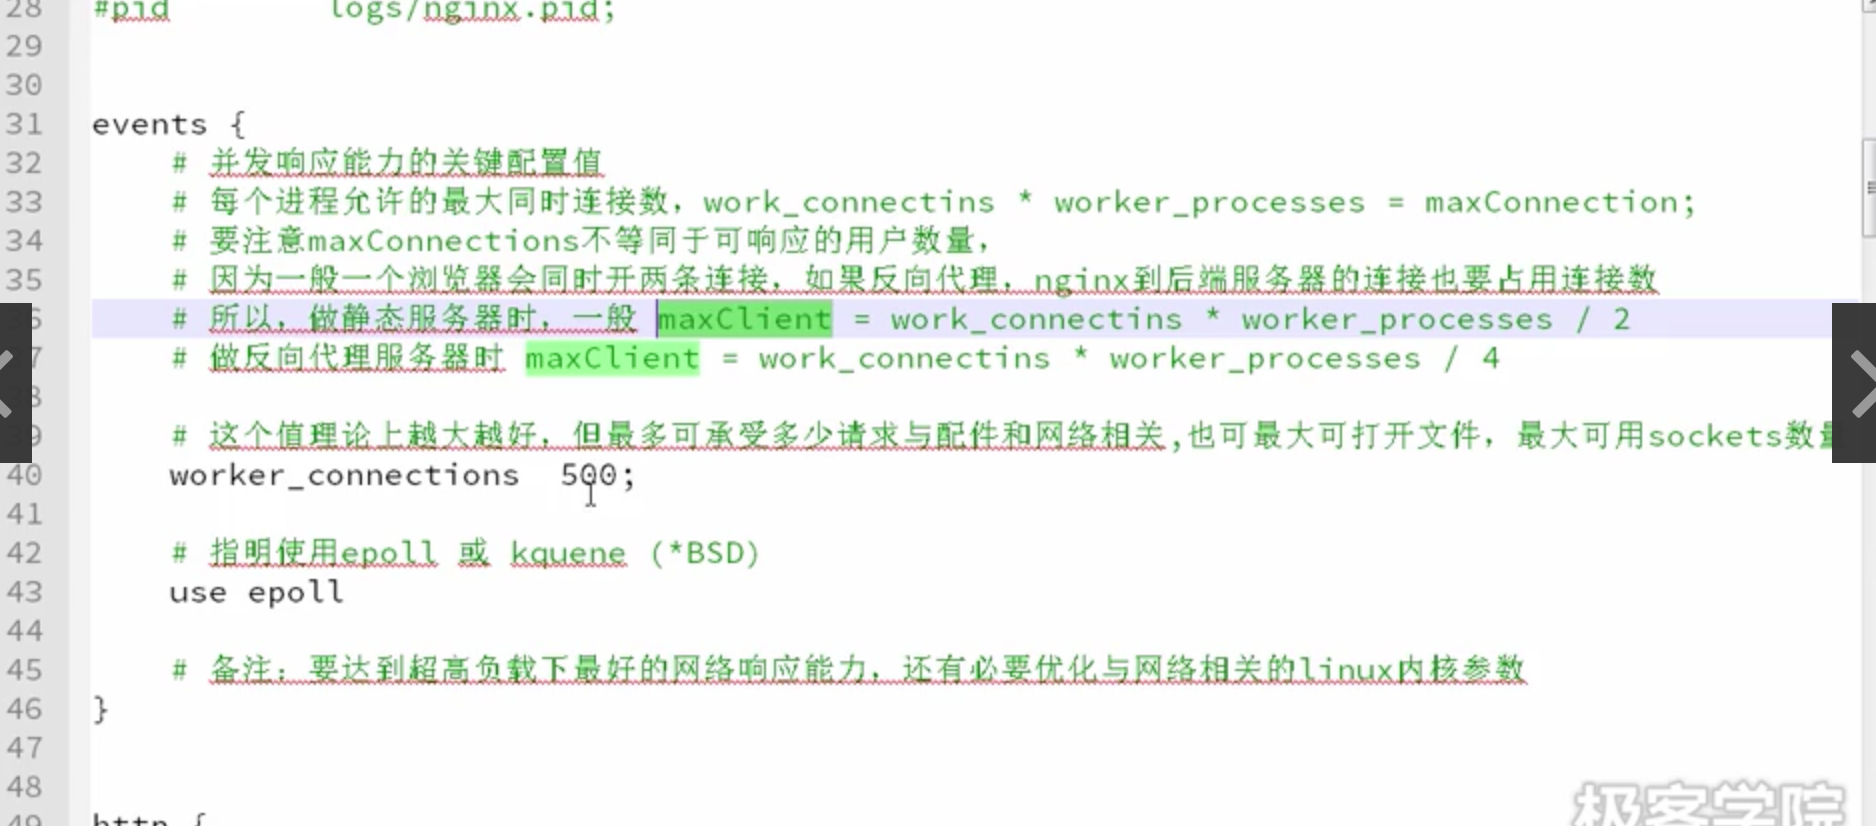 28 #pid logs/nginx.pid;
29
30
31 events {
32 # 并发响应能力的关键配置值
33 # 每个进程允许的最大同时连接数，work_connectins * worker_processes = maxConnection;
34 # 要注意maxConnections不等同于可响应的用户数量，
35 # 因为一般一个浏览器会同时开两条连接，如果反向代理，nginx到后端服务器的连接也要占用连接数
36 # 所以，做静态服务器时，一般 maxClient = work_connectins * worker_processes / 2
37 # 做反向代理服务器时 maxClient = work_connectins * worker_processes / 4
38
39 # 这个值理论上越大越好，但最多可承受多少请求与配件和网络相关,也可最大可打开文件，最大可用sockets数量
40 worker_connections 500;
41
42 # 指明使用epoll 或 kquene (*BSD)
43 use epoll
44
45 # 备注：要达到超高负载下最好的网络响应能力，还有必要优化与网络相关的linux内核参数
46 }
47
48
49 http {
极客学院